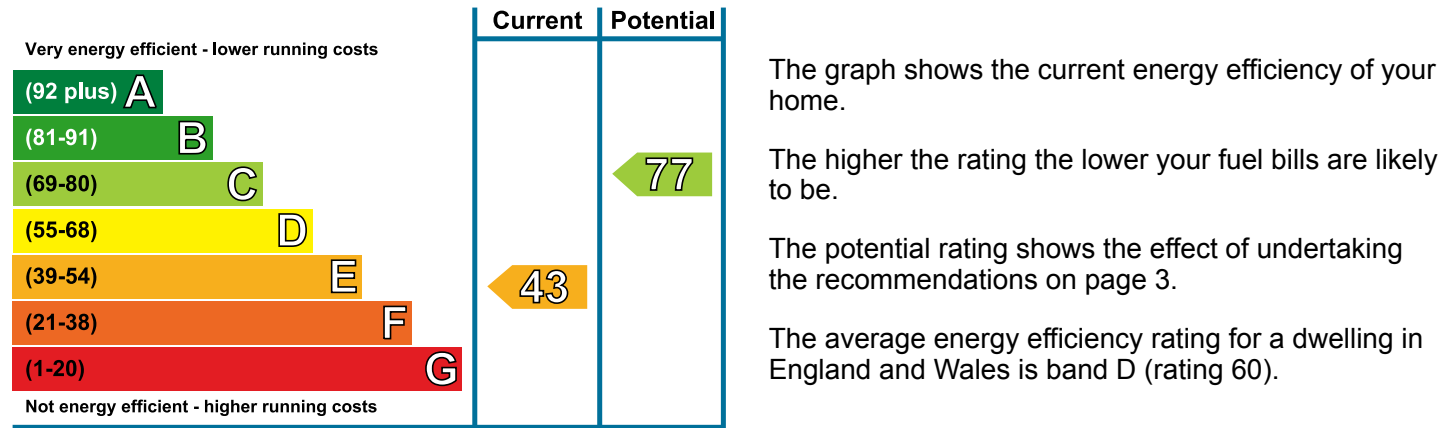 Current Potential
Very energy efficient - lower running costs
(92 plus) A
(81-91) B
(69-80) C
77
(55-68) D
(39-54) E
43
(21-38) F
(1-20) G
Not energy efficient - higher running costs
The graph shows the current energy efficiency of your
home.
The higher the rating the lower your fuel bills are likely
to be.
The potential rating shows the effect of undertaking
the recommendations on page 3.
The average energy efficiency rating for a dwelling in
England and Wales is band D (rating 60).